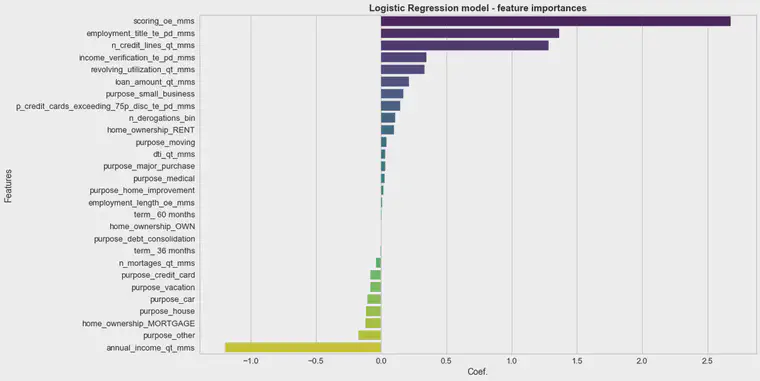 Logistic Regression model - feature importances
Features
scoring_oe_mms
employment_title_te_pd_mms
n_credit_lines_qt_mms
income_verification_te_pd_mms
revolving_utilization_qt_mms
loan_amount_qt_mms
purpose_small_business
p_credit_cards_exceeding_75p_disc_te_pd_mms
n_derogations_bin
home_ownership_RENT
purpose_moving
dti_qt_mms
purpose_major_purchase
purpose_medical
purpose_home_improvement
employment_length_oe_mms
term_ 60 months
home_ownership_OWN
purpose_debt_consolidation
term_ 36 months
n_mortages_qt_mms
purpose_credit_card
purpose_vacation
purpose_car
purpose_house
home_ownership_MORTGAGE
purpose_other
annual_income_qt_mms
−1.0 −0.5 0.0 0.5 1.0 1.5 2.0 2.5
Coef.